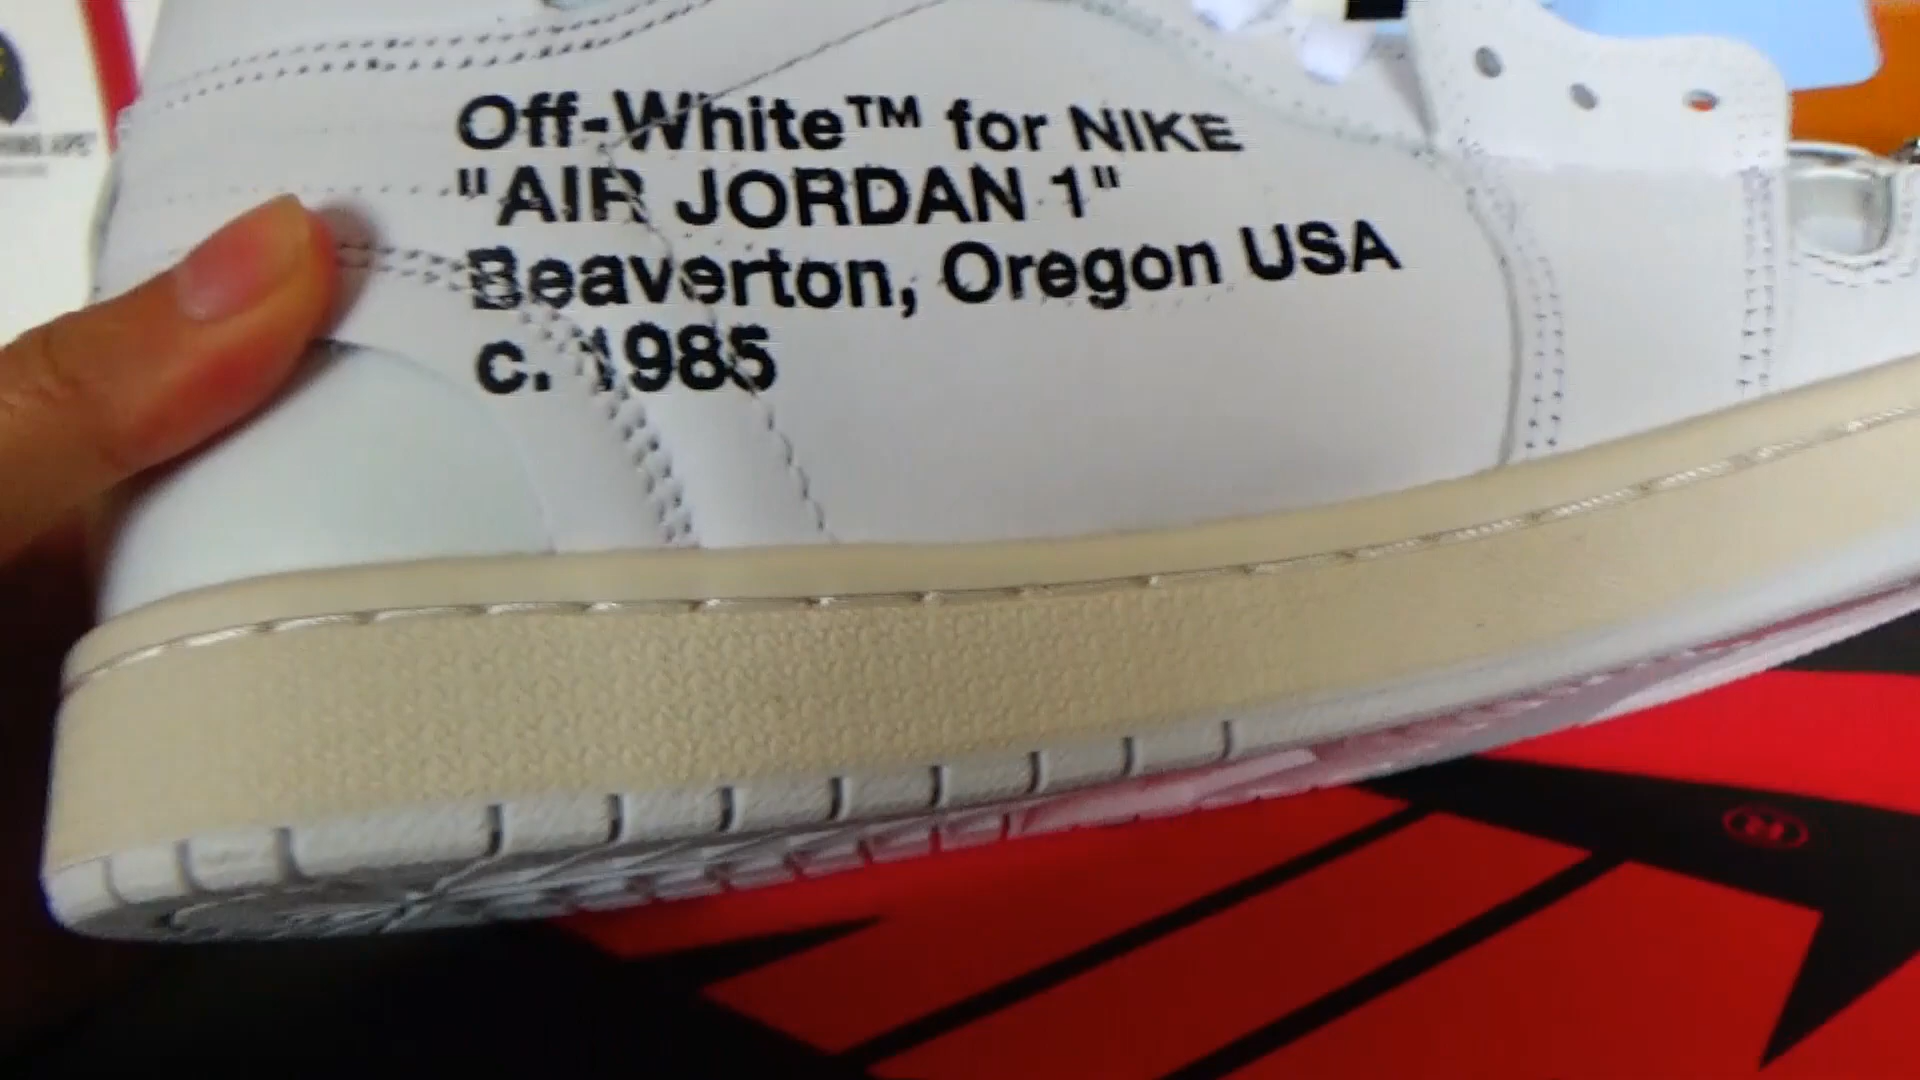 Off-White™ for NIKE
"AIR JORDAN 1"
Beaverton, Oregon USA
c. 1985